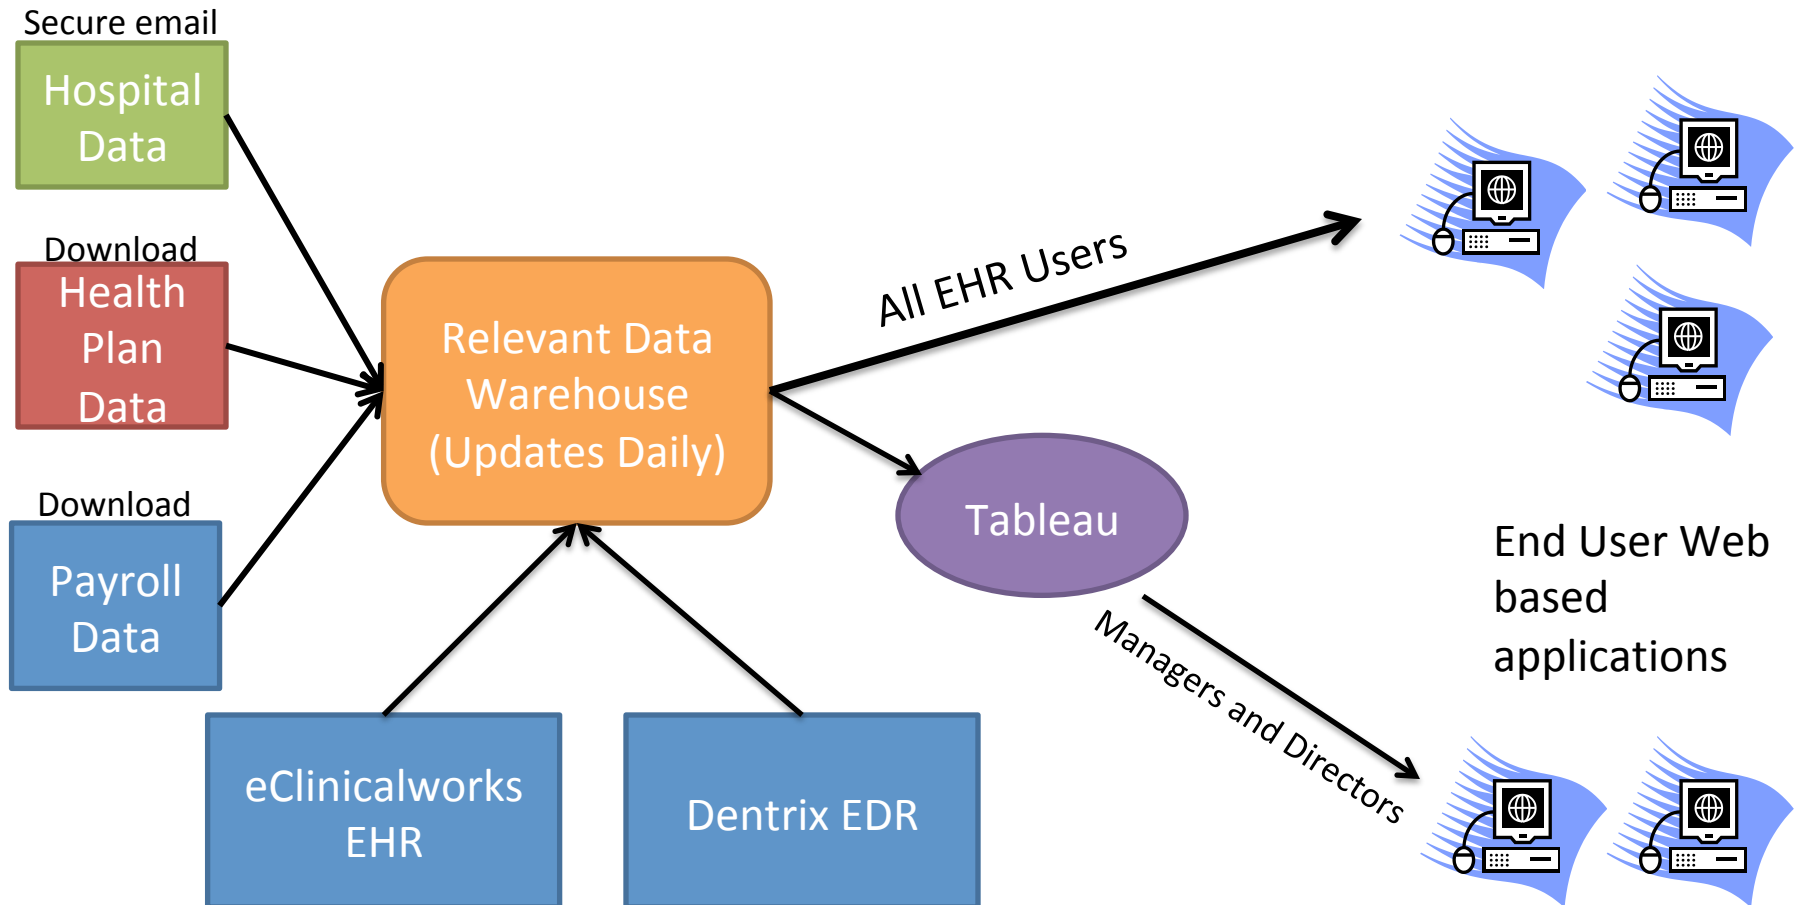 Secure email
Hospital
Data
Download
Health
Plan
Data
Download
Payroll
Data
Relevant Data
Warehouse
(Updates Daily)
eClinicalworks
EHR
Dentrix EDR
All EHR Users
Tableau
Managers and Directors
End User Web
based
applications